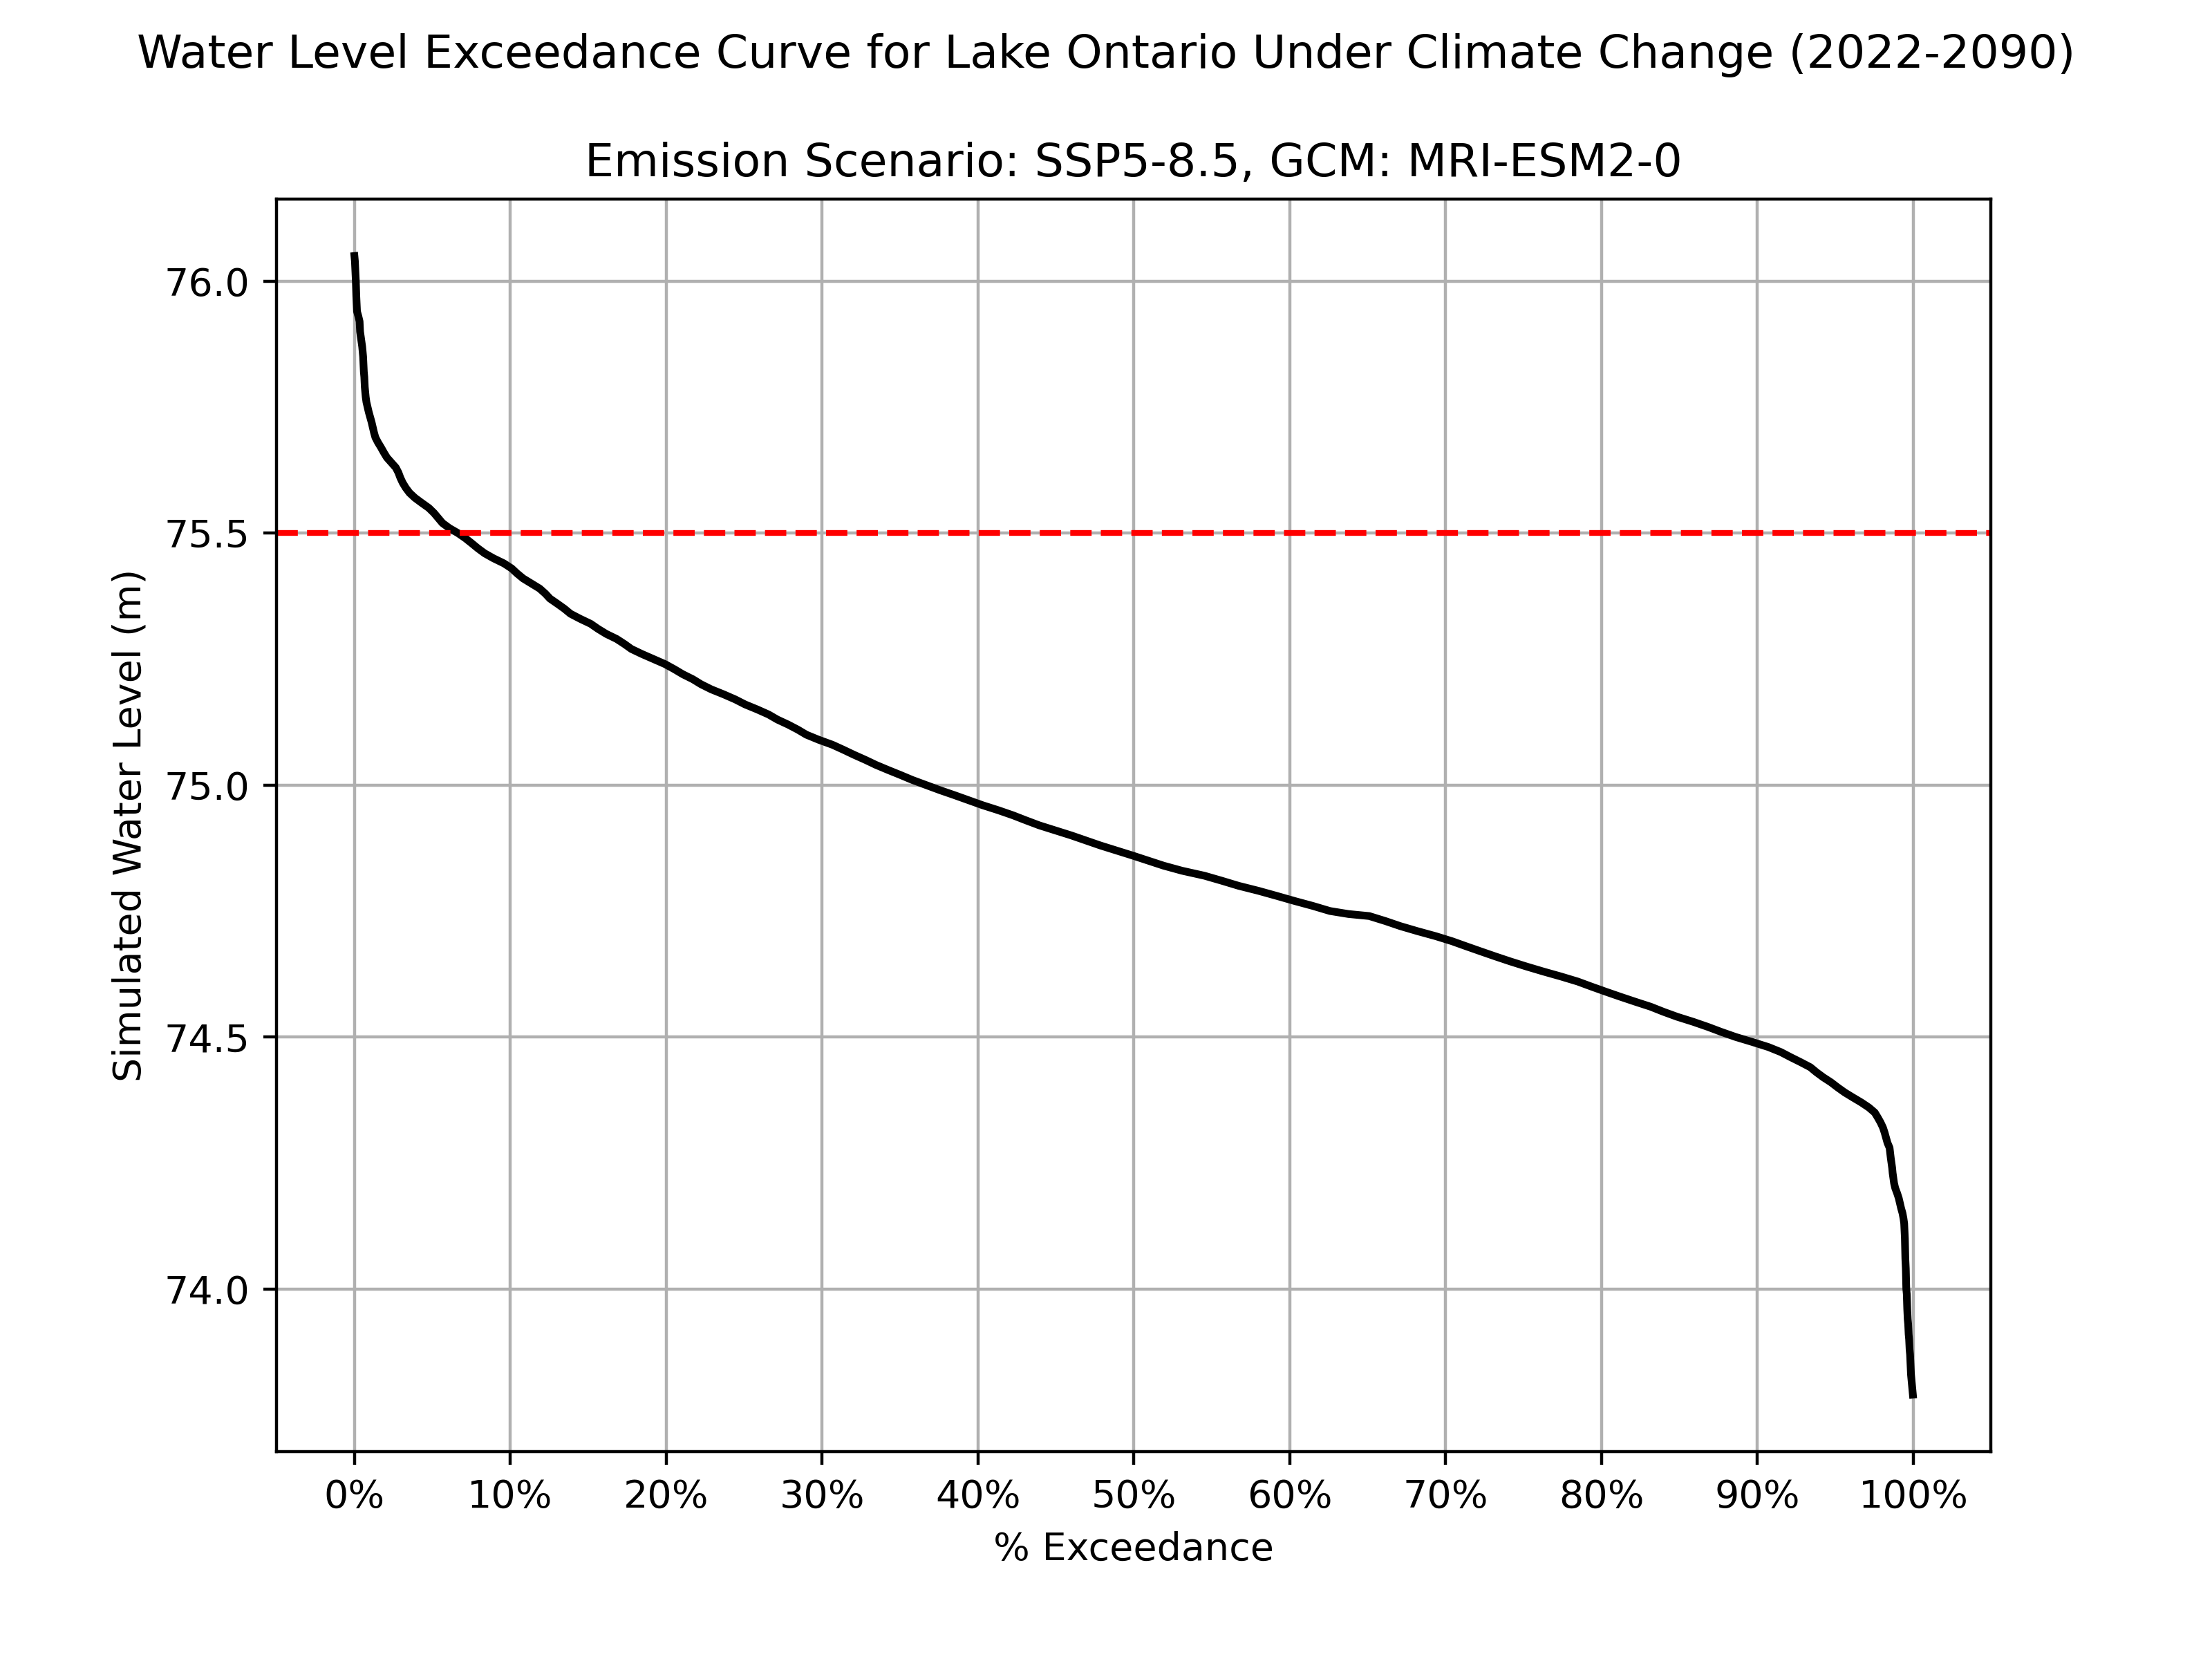 Water Level Exceedance Curve for Lake Ontario Under Climate Change (2022-2090)
Emission Scenario: SSP5-8.5, GCM: MRI-ESM2-0
Simulated Water Level (m)
76.0
75.5
75.0
74.5
74.0
0% 10% 20% 30% 40% 50% 60% 70% 80% 90% 100%
% Exceedance